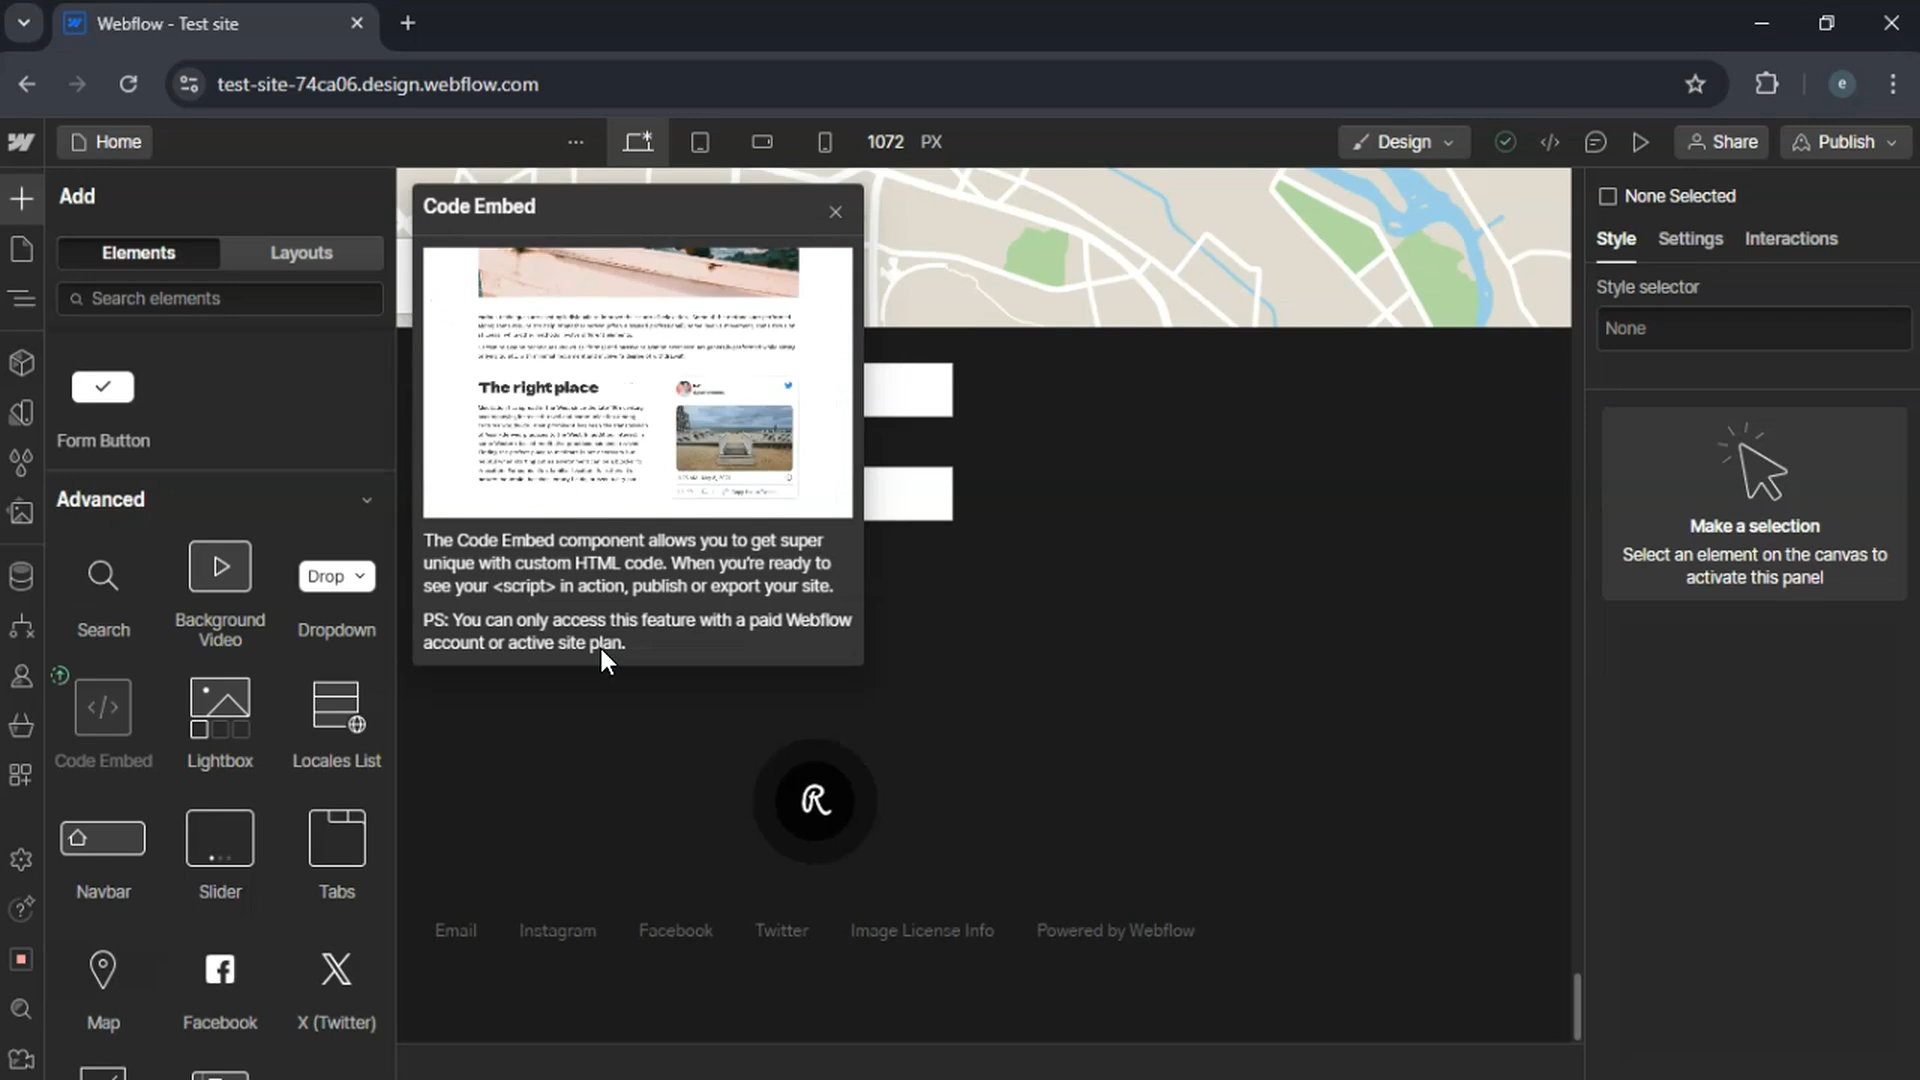 Webflow - Test site
test-site-74ca06.design.webflow.com
e
Home
1072 PX
Design
Share
Publish
Add
Elements
Layouts
Search elements
Form Button
Advanced
Search
Background
Video
Drop
Dropdown
Code Embed
Lightbox
Locales List
Navbar
Slider
Tabs
Map
Facebook
X (Twitter)
Code Embed
The right place
The Code Embed component allows you to get super
unique with custom HTML code. When you're ready to
see your <script> in action, publish or export your site.
PS: You can only access this feature with a paid Webflow
account or active site plan.
R
Email
Instagram
Facebook
Twitter
Image License Info
Powered by Webflow
None Selected
Style
Settings
Interactions
Style selector
None
Make a selection
Select an element on the canvas to
activate this panel